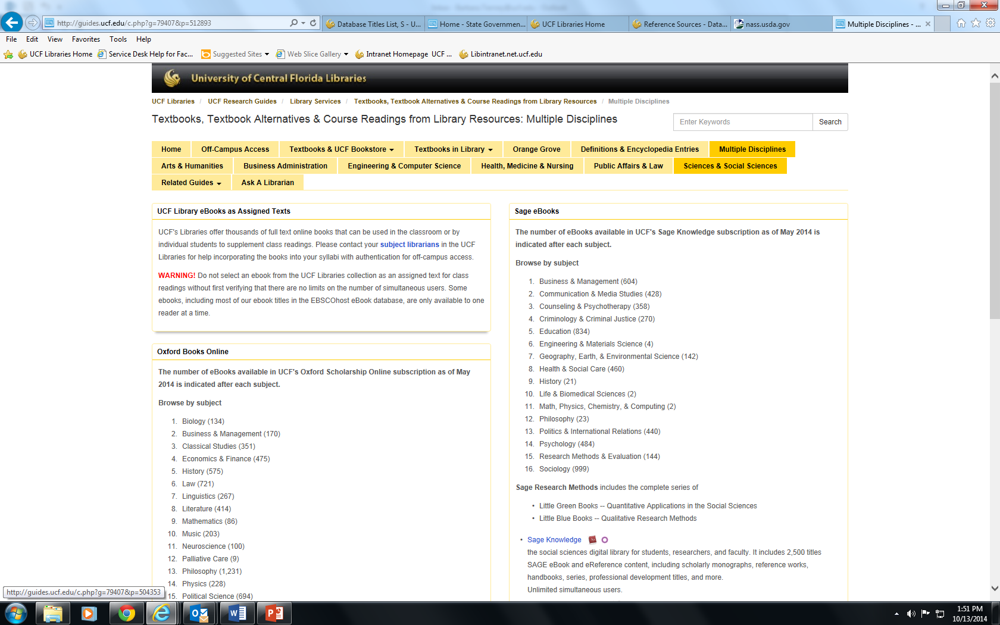 http://guides.ucf.edu/c.php?g=79407&p=512893
Database Titles List, S - U...
Home - State Governmen...
UCF Libraries Home
Reference Sources - Data...
nass.usda.gov
Multiple Disciplines - ...
File Edit View Favorites Tools Help
UCF Libraries Home
Service Desk Help for Fac...
Suggested Sites
Web Slice Gallery
Intranet Homepage UCF ...
Libintranet.net.ucf.edu
University of Central Florida Libraries
UCF Libraries / UCF Research Guides / Library Services / Textbooks, Textbook Alternatives & Course Readings from Library Resources / Multiple Disciplines
Textbooks, Textbook Alternatives & Course Readings from Library Resources: Multiple Disciplines
Enter Keywords
Search
Home
Off-Campus Access
Textbooks & UCF Bookstore
Textbooks in Library
Orange Grove
Definitions & Encyclopedia Entries
Multiple Disciplines
Arts & Humanities
Business Administration
Engineering & Computer Science
Health, Medicine & Nursing
Public Affairs & Law
Sciences & Social Sciences
Related Guides
Ask A Librarian
UCF Library eBooks as Assigned Texts
UCF's Libraries offer thousands of full text online books that can be used in the classroom or by
individual students to supplement class readings. Please contact your subject librarians in the UCF
Libraries for help incorporating the books into your syllabi with authentication for off-campus access.
WARNING! Do not select an ebook from the UCF Libraries collection as an assigned text for class
readings without first verifying that there are no limits on the number of simultaneous users. Some
ebooks, including most of our ebook titles in the EBSCOhost eBook database, are only available to one
reader at a time.
Oxford Books Online
The number of eBooks available in UCF's Oxford Scholarship Online subscription as of May
2014 is indicated after each subject.
Browse by subject
1. Biology (134)
2. Business & Management (170)
3. Classical Studies (351)
4. Economics & Finance (475)
5. History (575)
6. Law (721)
7. Linguistics (267)
8. Literature (414)
9. Mathematics (86)
10. Music (203)
11. Neuroscience (100)
12. Palliative Care (9)
13. Philosophy (1,231)
14. Physics (228)
15. Political Science (694)
Sage eBooks
The number of eBooks available in UCF's Sage Knowledge subscription as of May 2014 is
indicated after each subject.
Browse by subject
1. Business & Management (604)
2. Communication & Media Studies (428)
3. Counseling & Psychotherapy (358)
4. Criminology & Criminal Justice (270)
5. Education (834)
6. Engineering & Materials Science (4)
7. Geography, Earth, & Environmental Science (142)
8. Health & Social Care (460)
9. History (21)
10. Life & Biomedical Sciences (2)
11. Math, Physics, Chemistry, & Computing (2)
12. Philosophy (23)
13. Politics & International Relations (440)
14. Psychology (484)
15. Research Methods & Evaluation (144)
16. Sociology (999)
Sage Research Methods includes the complete series of
• Little Green Books -- Quantitative Applications in the Social Sciences
• Little Blue Books -- Qualitative Research Methods
• Sage Knowledge
the social sciences digital library for students, researchers, and faculty. It includes 2,500 titles
SAGE eBook and eReference content, including scholarly monographs, reference works,
handbooks, series, professional development titles, and more.
Unlimited simultaneous users.
http://guides.ucf.edu/c.php?g=79407&p=504353
1:51 PM
10/13/2014